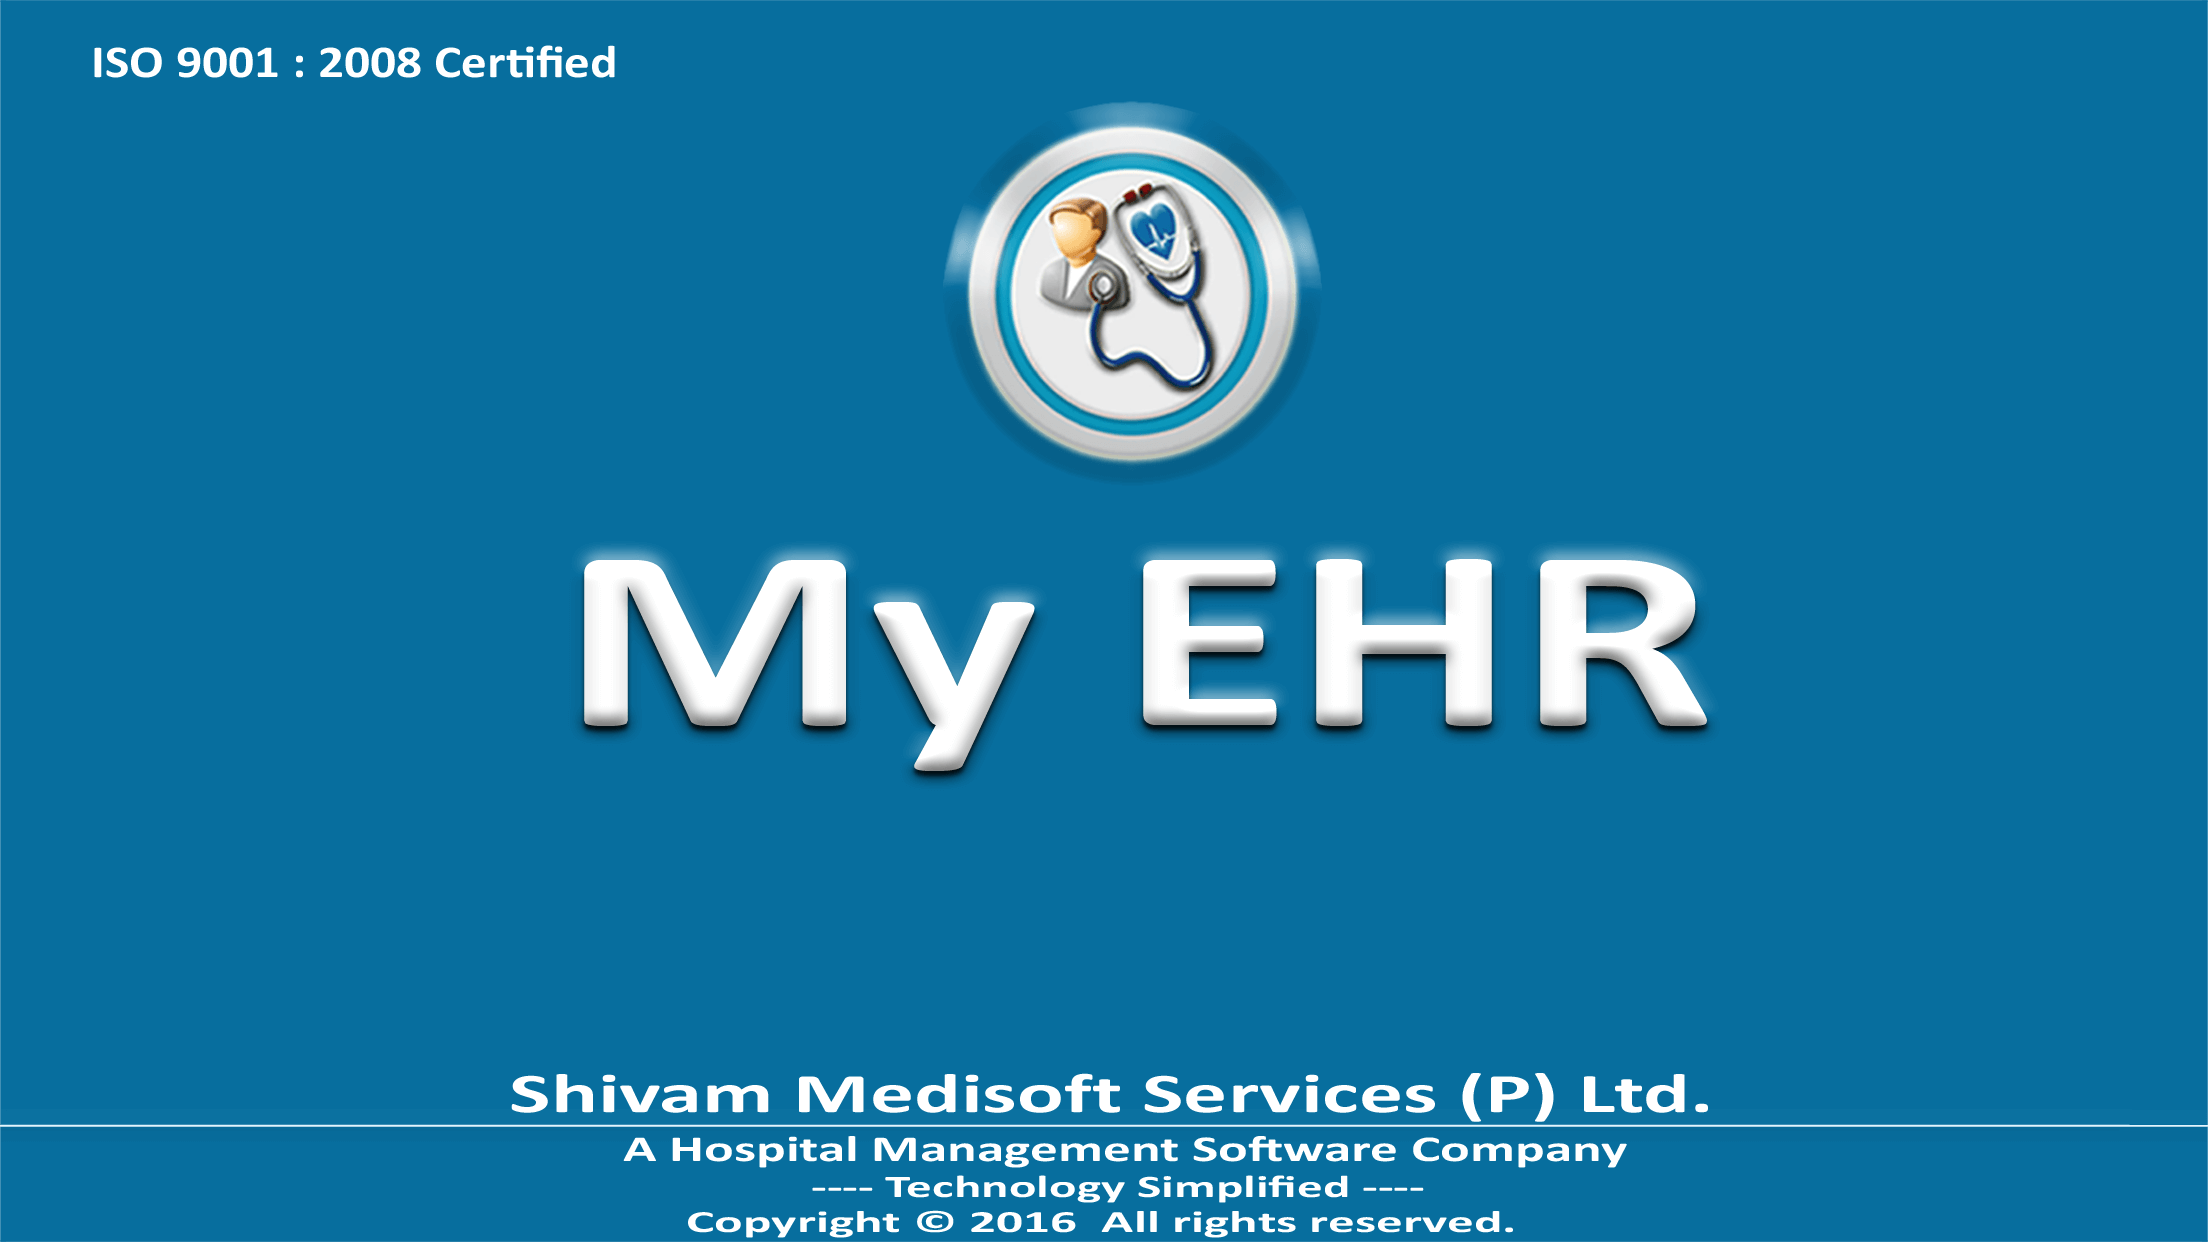 ISO 9001 : 2008 Certified
My EHR
Shivam Medisoft Services (P) Ltd.
A Hospital Management Software Company
---- Technology Simplified ----
Copyright © 2016  All rights reserved.